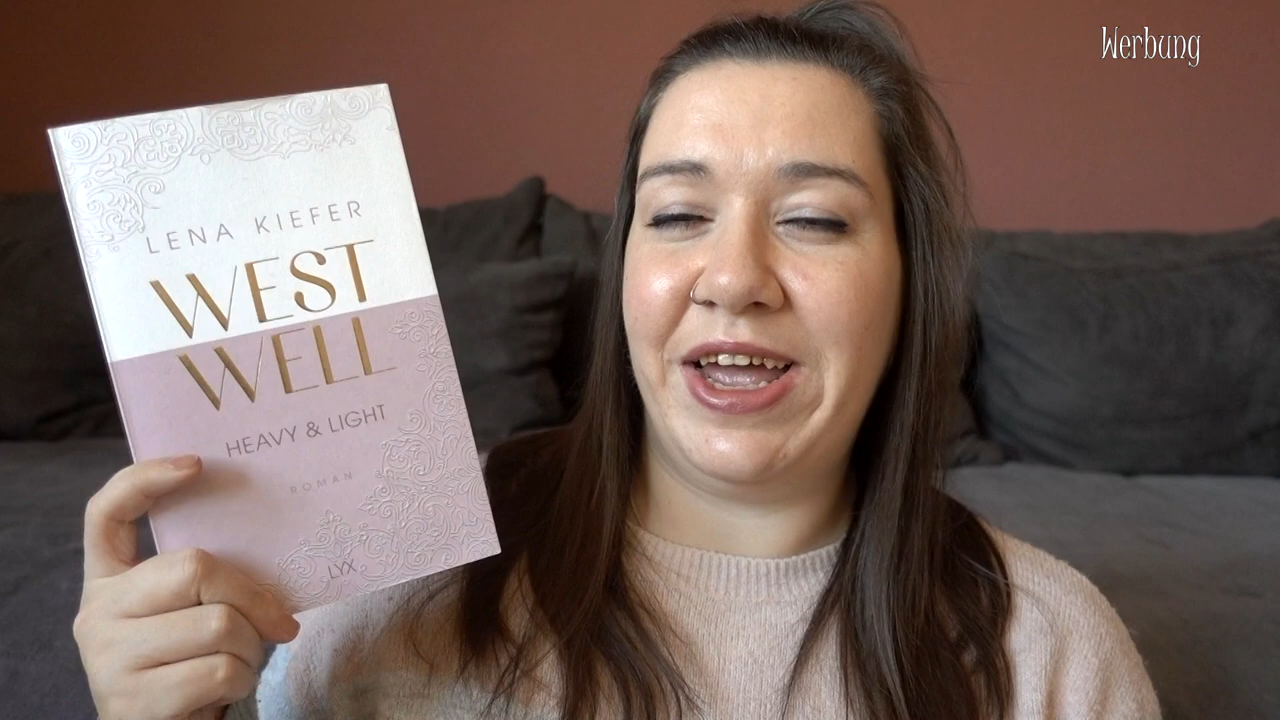 Werbung
LENA KIEFER
WEST
WELL
HEAVY & LIGHT
ROMAN
LYX